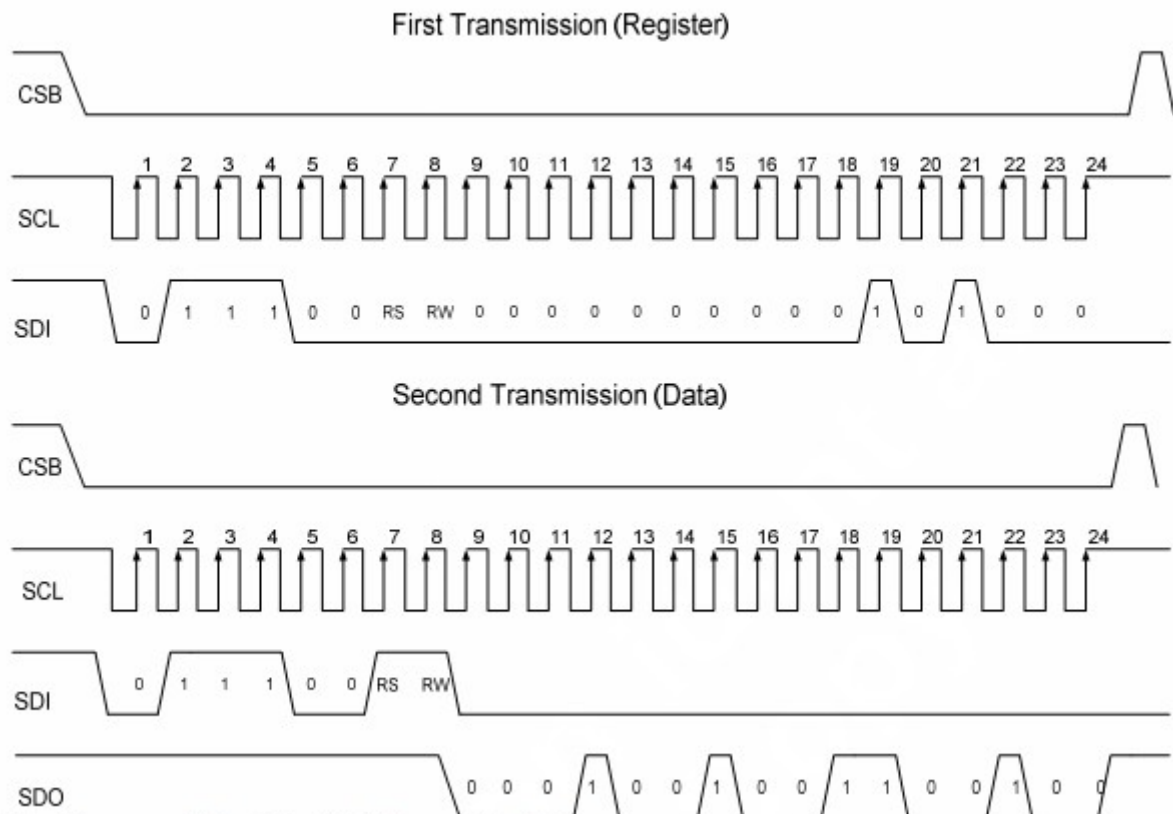 First Transmission (Register)
CSB
1 2 3 4 5 6 7 8 9 10 11 12 13 14 15 16 17 18 19 20 21 22 23 24
SCL
0 1 1 1 0 0 RS RW 0 0 0 0 0 0 0 0 0 0 1 0 1 0 0 0
SDI
Second Transmission (Data)
CSB
1 2 3 4 5 6 7 8 9 10 11 12 13 14 15 16 17 18 19 20 21 22 23 24
SCL
0 1 1 1 0 0 RS RW
SDI
0 0 0 1 0 0 1 0 0 1 1 0 0 1 0 0
SDO